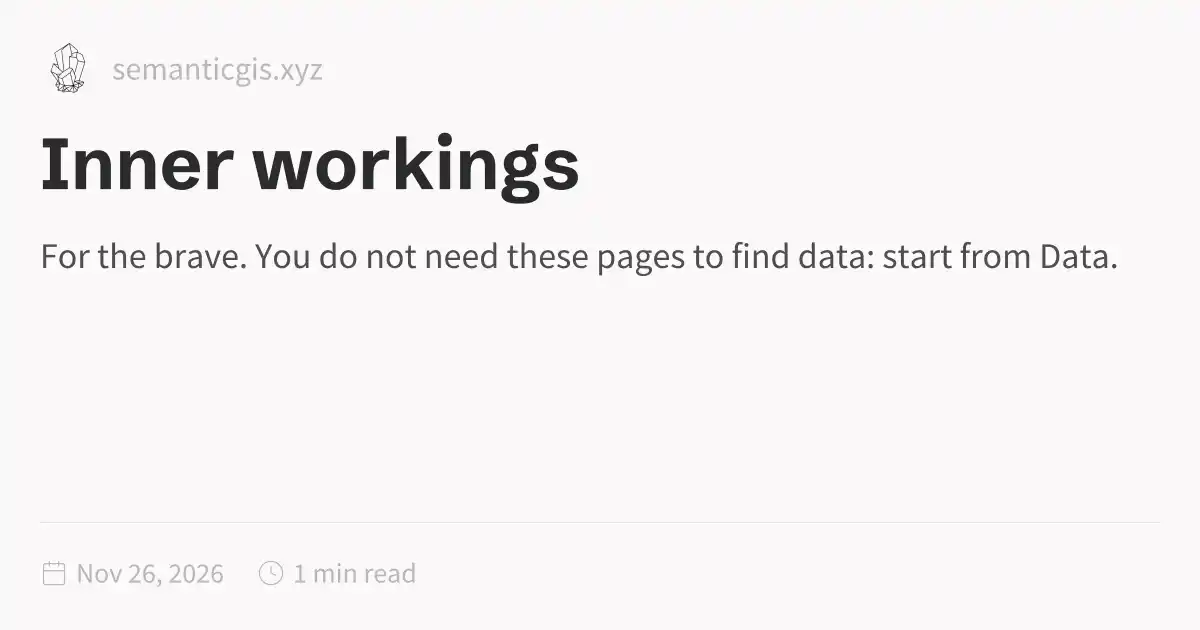 semanticgis.xyz
Inner workings
For the brave. You do not need these pages to find data: start from Data.
Nov 26, 2026
1 min read